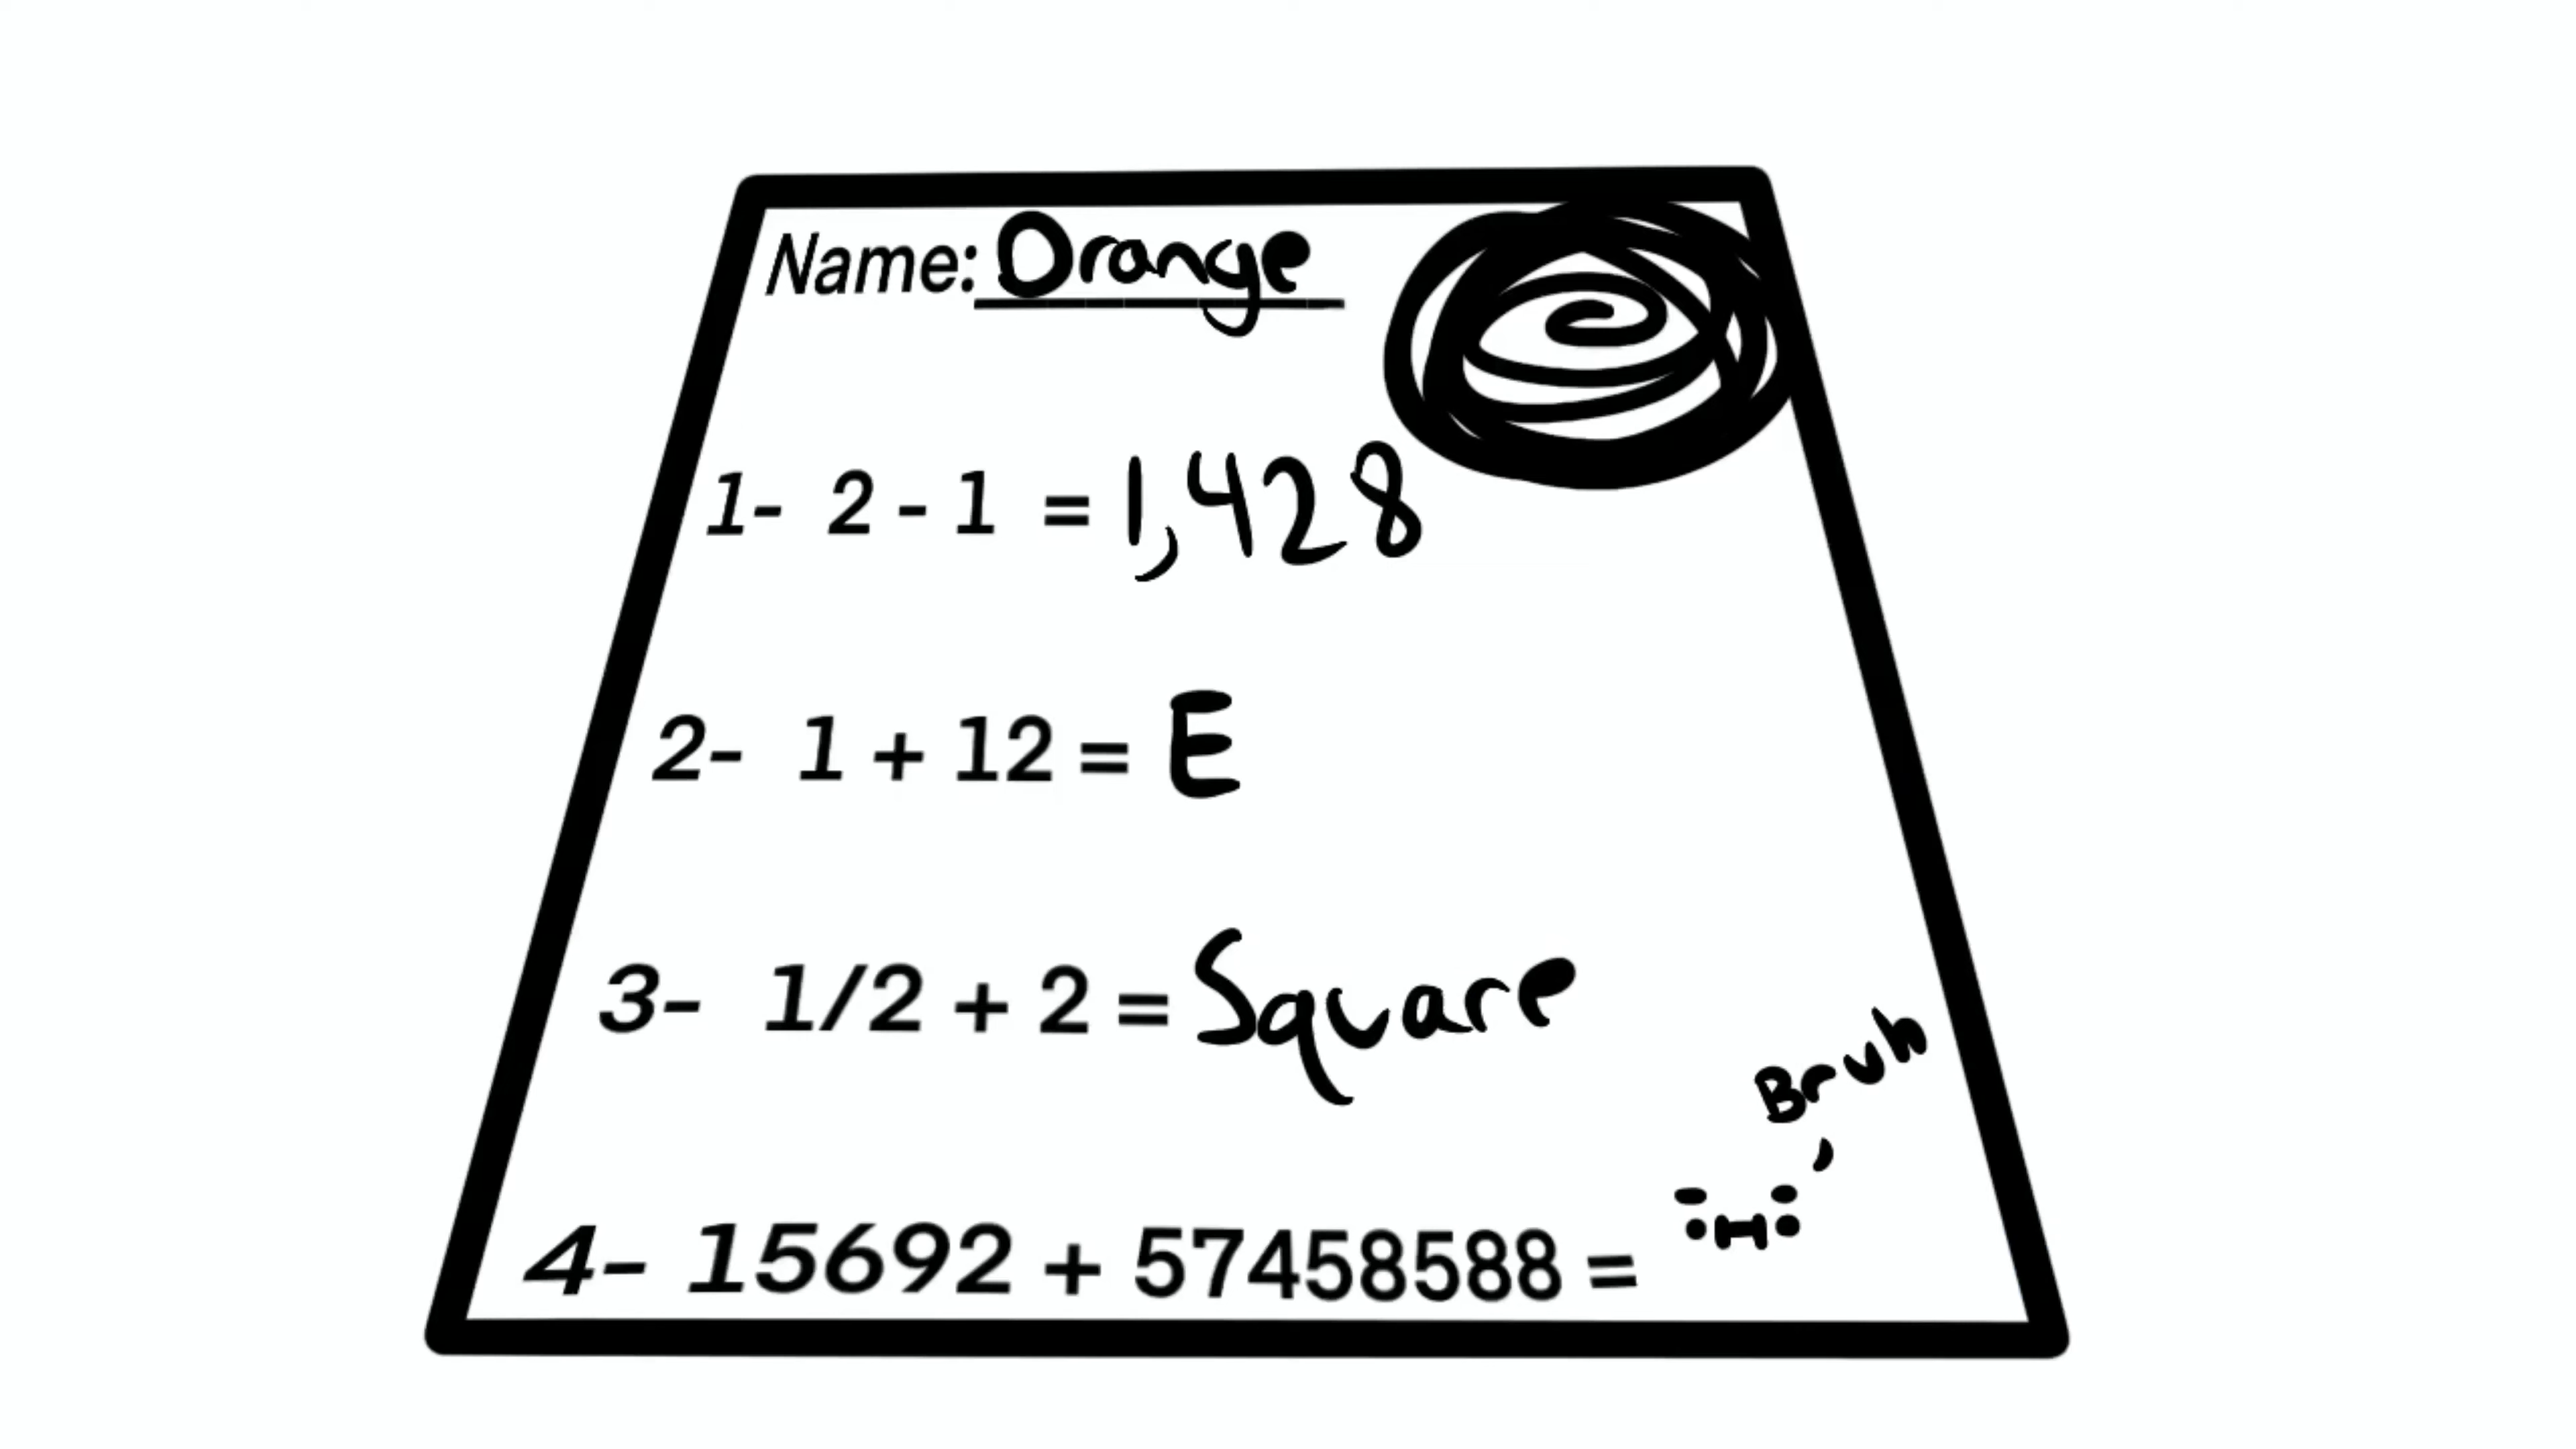 Name: Orange
1- 2 - 1 = 1,428
2- 1 + 12 = E
3- 1/2 + 2 = Square
Bruh
4- 15692 + 57458588 =